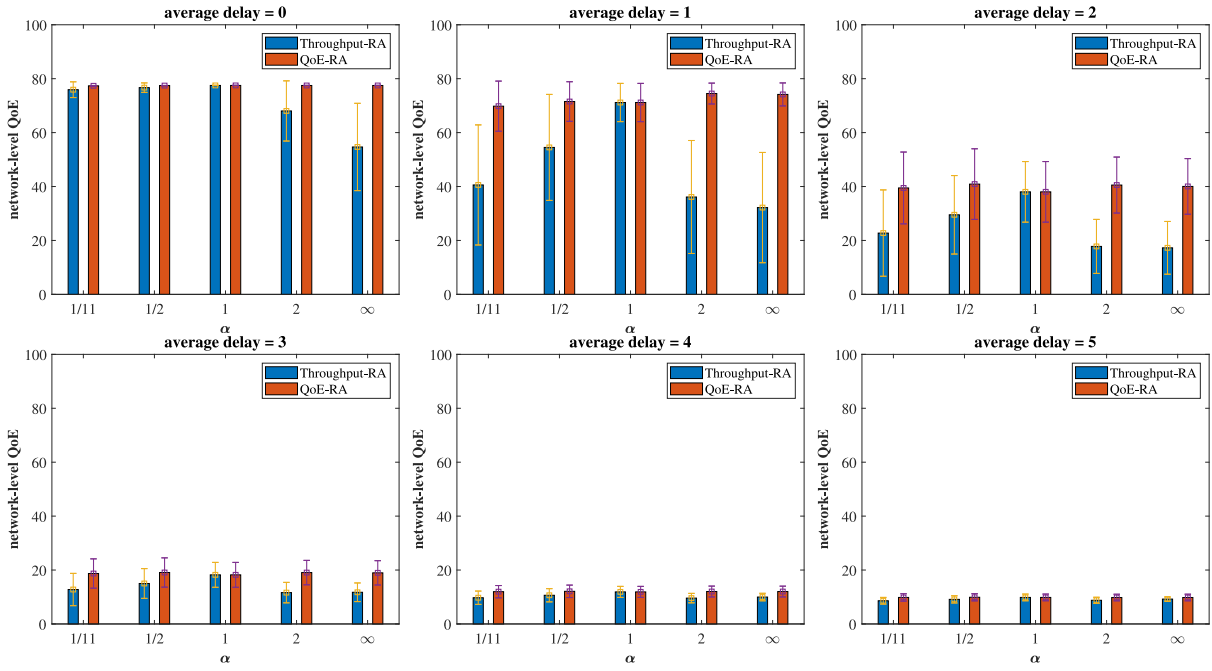 average delay = 0
100
80
60
40
20
0
network-level QoE
Throughput-RA
QoE-RA
1/11 1/2 1 2 ∞
α
average delay = 1
100
80
60
40
20
0
network-level QoE
Throughput-RA
QoE-RA
1/11 1/2 1 2 ∞
α
average delay = 2
100
80
60
40
20
0
network-level QoE
Throughput-RA
QoE-RA
1/11 1/2 1 2 ∞
α
average delay = 3
100
80
60
40
20
0
network-level QoE
Throughput-RA
QoE-RA
1/11 1/2 1 2 ∞
α
average delay = 4
100
80
60
40
20
0
network-level QoE
Throughput-RA
QoE-RA
1/11 1/2 1 2 ∞
α
average delay = 5
100
80
60
40
20
0
network-level QoE
Throughput-RA
QoE-RA
1/11 1/2 1 2 ∞
α